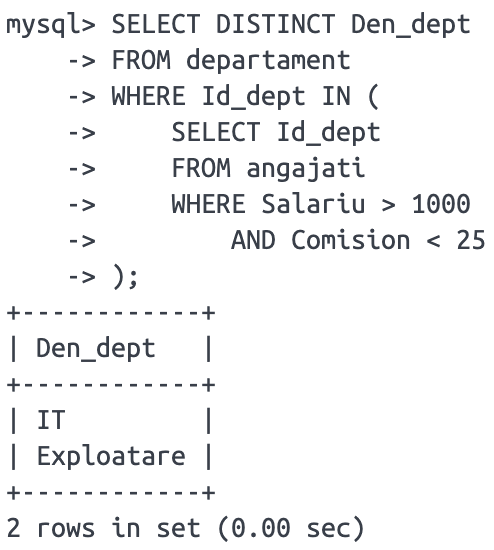 mysql> SELECT DISTINCT Den_dept
    -> FROM departament
    -> WHERE Id_dept IN (
    ->     SELECT Id_dept
    ->     FROM angajati
    ->     WHERE Salariu > 1000
    ->         AND Comision < 25
    -> );
+------------+
| Den_dept   |
+------------+
| IT         |
| Exploatare |
+------------+
2 rows in set (0.00 sec)